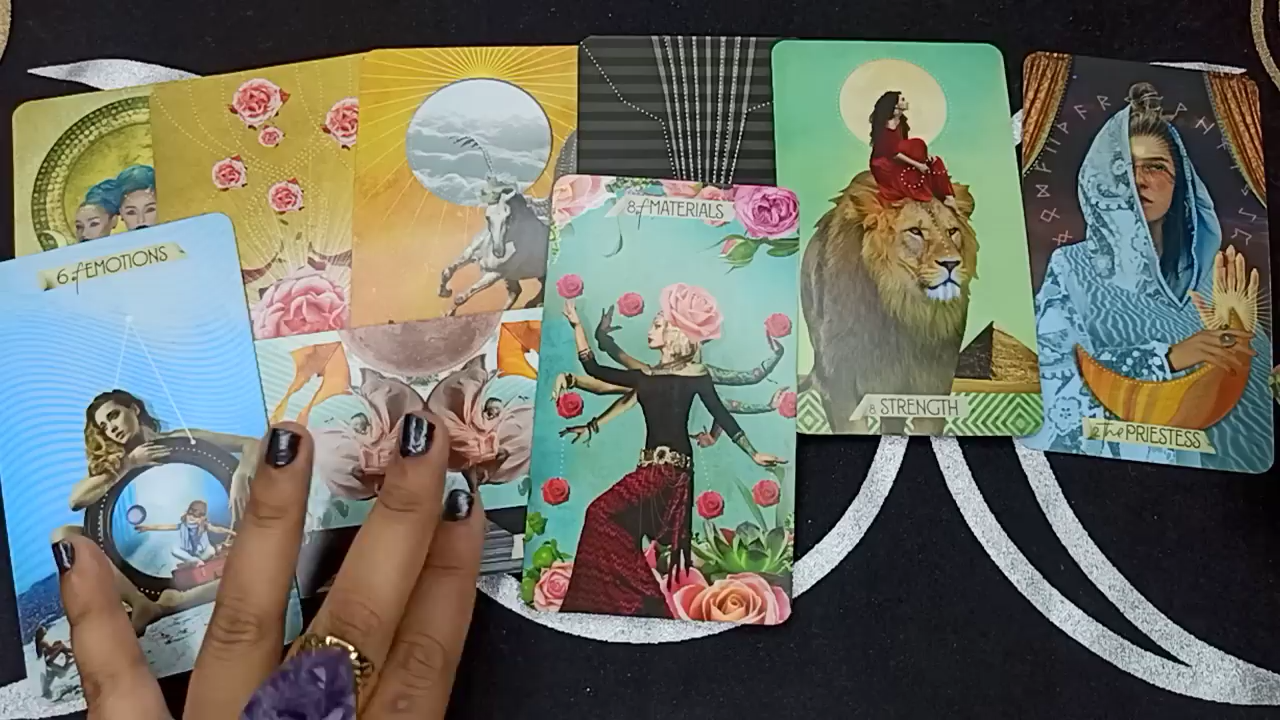 6 of EMOTIONS
8 of MATERIALS
8 STRENGTH
2 the PRIESTESS